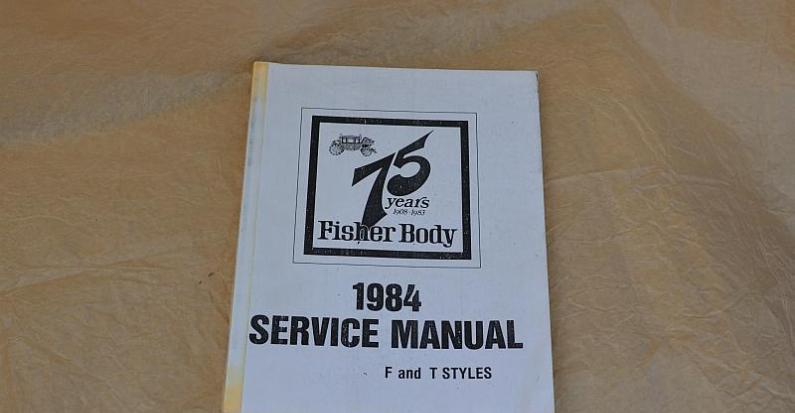 75
years
1908-1983
Fisher Body
1984
SERVICE MANUAL
F and T STYLES